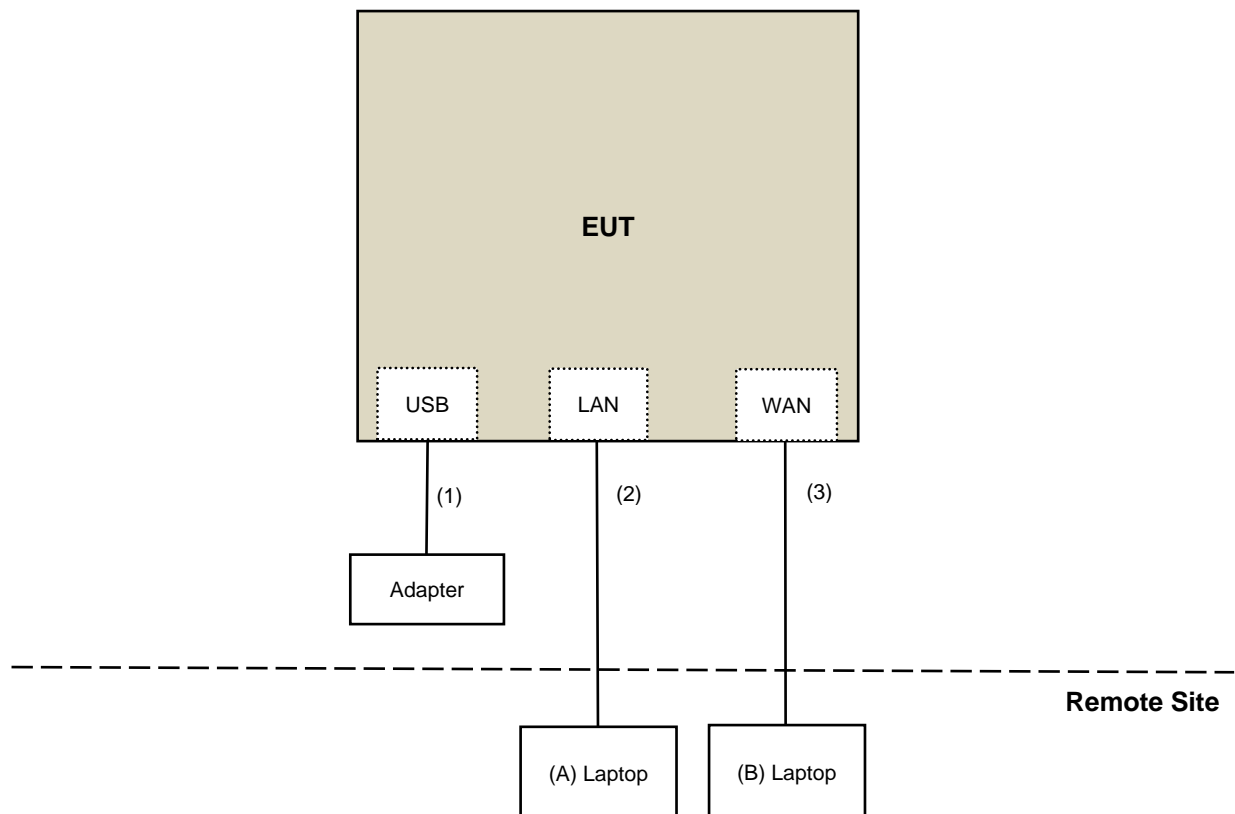 EUT
USB
LAN
WAN
(1)
(2)
(3)
Adapter
Remote Site
(A) Laptop
(B) Laptop